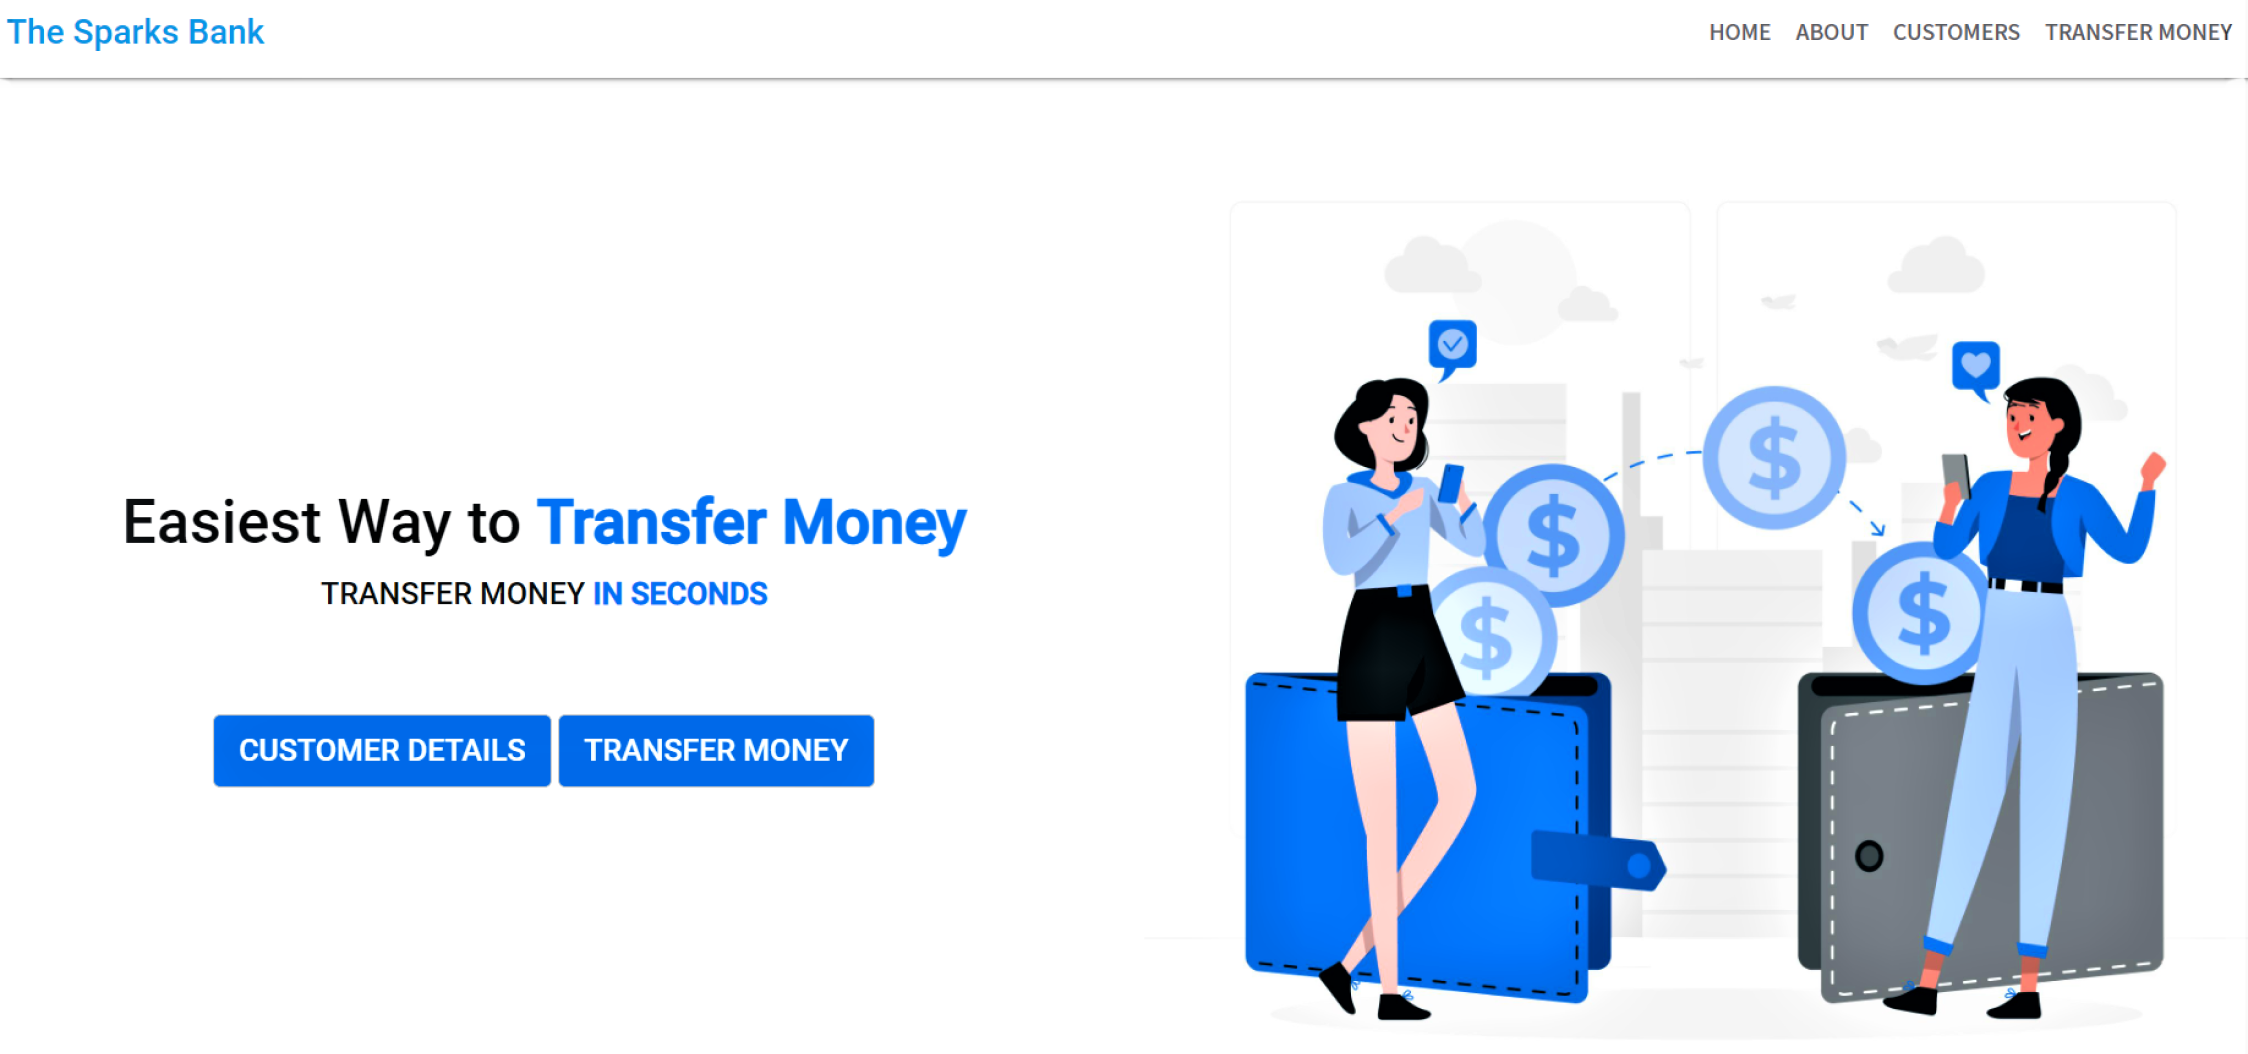 The Sparks Bank
HOME ABOUT CUSTOMERS TRANSFER MONEY
Easiest Way to Transfer Money
TRANSFER MONEY IN SECONDS
CUSTOMER DETAILS TRANSFER MONEY
$
$
$
$